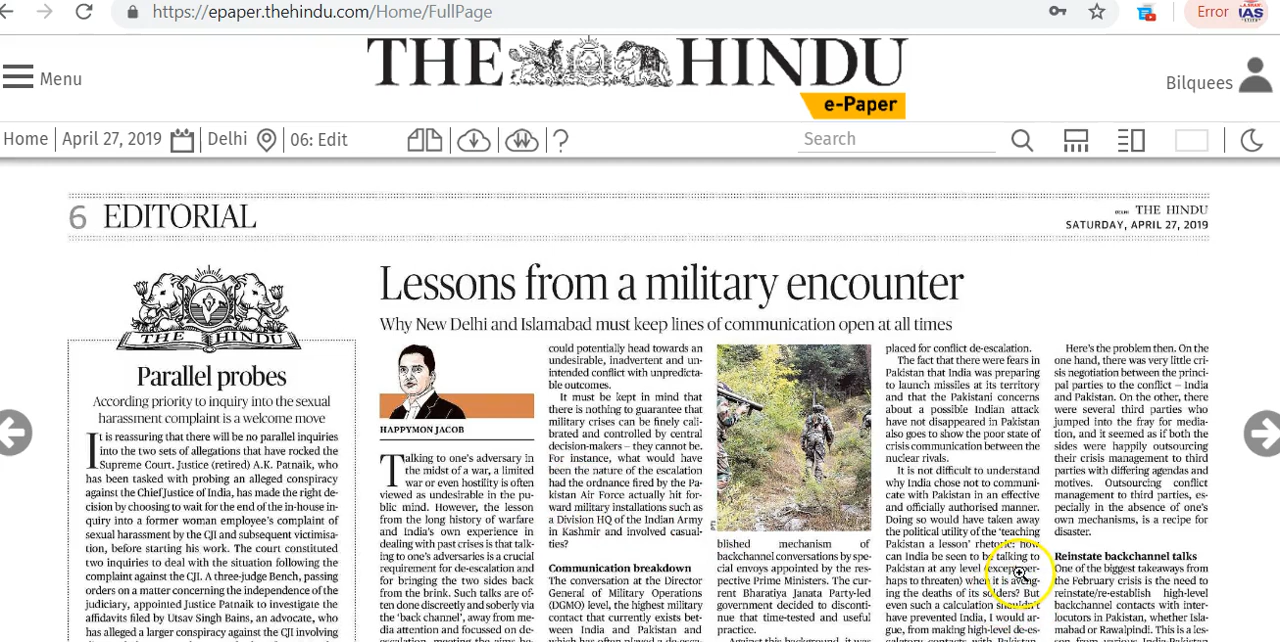 https://epaper.thehindu.com/Home/FullPage
Error
IAS
Menu
THE HINDU
e-Paper
Bilquees
Home
April 27, 2019
Delhi
06: Edit
?
Search
6 EDITORIAL
DELHI THE HINDU
SATURDAY, APRIL 27, 2019
THE HINDU
Parallel probes
According priority to inquiry into the sexual
harassment complaint is a welcome move
It is reassuring that there will be no parallel inquiries
into the two sets of allegations that have rocked the
Supreme Court. Justice (retired) A.K. Patnaik, who
has been tasked with probing an alleged conspiracy
against the Chief Justice of India, has made the right de-
cision by choosing to wait for the end of the in-house in-
quiry into a former woman employee's complaint of
sexual harassment by the CJI and subsequent victimisa-
tion, before starting his work. The court constituted
two inquiries to deal with the situation following the
complaint against the CJI. A three-judge Bench, passing
orders on a matter concerning the independence of the
judiciary, appointed Justice Patnaik to investigate the
affidavits filed by Utsav Singh Bains, an advocate, who
has alleged a larger conspiracy against the CJI involving
Lessons from a military encounter
Why New Delhi and Islamabad must keep lines of communication open at all times
HAPPYMON JACOB
Talking to one's adversary in
the midst of a war, a limited
war or even hostility is often
viewed as undesirable in the pu-
blic mind. However, the lesson
from the long history of warfare
and India's own experience in
dealing with past crises is that talk-
ing to one's adversaries is a crucial
requirement for de-escalation and
for bringing the two sides back
from the brink. Such talks are of-
ten done discreetly and soberly via
the 'back channel', away from me-
dia attention and focussed on de-
escalation, meeting the aims be-
could potentially head towards an
undesirable, inadvertent and un-
intended conflict with unpredicta-
ble outcomes.
It must be kept in mind that
there is nothing to guarantee that
military crises can be finely cali-
brated and controlled by central
decision-makers – they cannot be.
For instance, what would have
been the nature of the escalation
had the ordnance fired by the Pa-
kistan Air Force actually hit for-
ward military installations such as
a Division HQ of the Indian Army
in Kashmir and involved casual-
ties?
Communication breakdown
The conversation at the Director
General of Military Operations
(DGMO) level, the highest military
contact that currently exists bet-
ween India and Pakistan and
which has often played a de-esca-
PTI
blished mechanism of
backchannel conversations by spe-
cial envoys appointed by the res-
pective Prime Ministers. The cur-
rent Bharatiya Janata Party-led
government decided to disconti-
nue that time-tested and useful
practice.
Against this background, it was
placed for conflict de-escalation.
The fact that there were fears in
Pakistan that India was preparing
to launch missiles at its territory
and that the Pakistani concerns
about a possible Indian attack
have not disappeared in Pakistan
also goes to show the poor state of
crisis communication between the
nuclear rivals.
It is not difficult to understand
why India chose not to communi-
cate with Pakistan in an effective
and officially authorised manner.
Doing so would have taken away
the political utility of the 'teaching
Pakistan a lesson' rhetoric: how
can India be seen to be talking to
Pakistan at any level (except per-
haps to threaten) when it is aveng-
ing the deaths of its soldiers? But
even such a calculation shouldn't
have prevented India, I would ar-
gue, from making high-level de-es-
calatory contacts with Pakistan
Here's the problem then. On the
one hand, there was very little cri-
sis negotiation between the princi-
pal parties to the conflict – India
and Pakistan. On the other, there
were several third parties who
jumped into the fray for media-
tion, and it seemed as if both the
sides were happily outsourcing
their crisis management to third
parties with differing agendas and
motives. Outsourcing conflict
management to third parties, es-
pecially in the absence of one's
own mechanisms, is a recipe for
disaster.
Reinstate backchannel talks
One of the biggest takeaways from
the February crisis is the need to
reinstate/re-establish high-level
backchannel contacts with inter-
locutors in Pakistan, whether Isla-
mabad or Rawalpindi. This is a les-